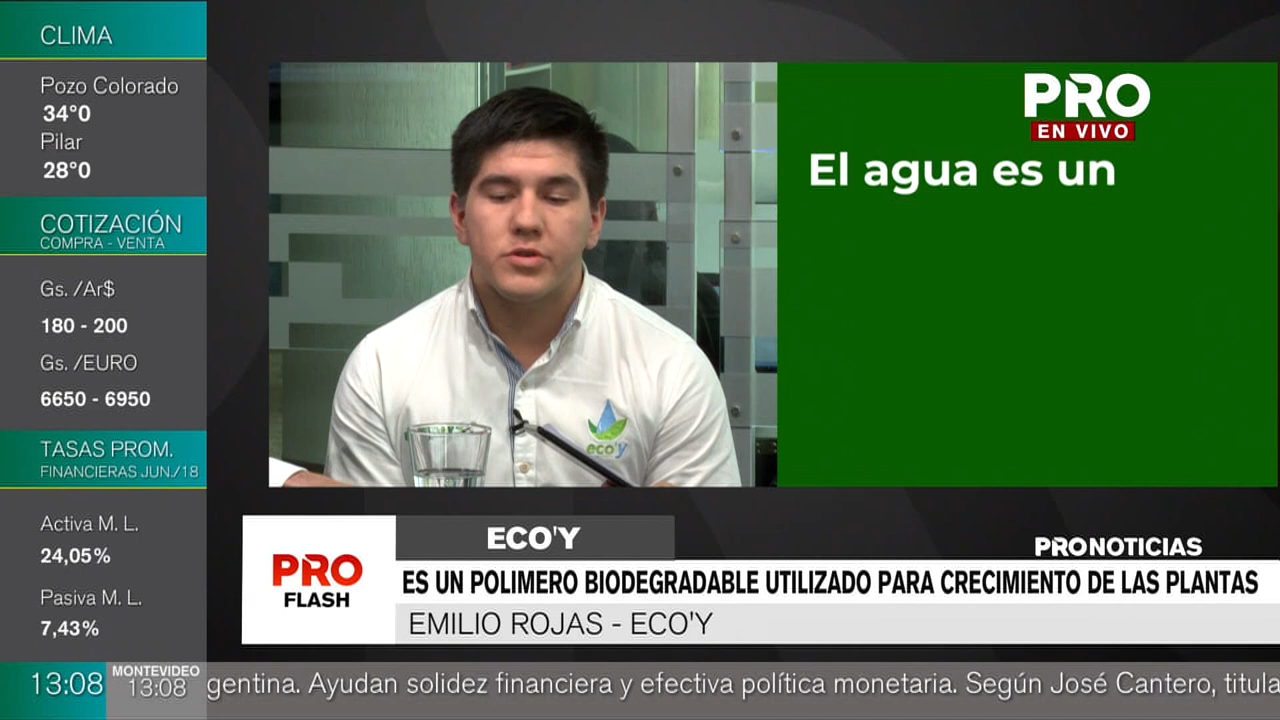 CLIMA
Pozo Colorado
34°0
Pilar
28°0
COTIZACIÓN
COMPRA - VENTA
Gs. /Ar$
180 - 200
Gs. /EURO
6650 - 6950
TASAS PROM.
FINANCIERAS JUN./18
Activa M. L.
24,05%
Pasiva M. L.
7,43%
PRO
EN VIVO
El agua es un
eco'y
PRO
FLASH
ECO'Y
PRONOTICIAS
ES UN POLIMERO BIODEGRADABLE UTILIZADO PARA CRECIMIENTO DE LAS PLANTAS
EMILIO ROJAS - ECO'Y
13:08
MONTEVIDEO
13:08
gentina. Ayudan solidez financiera y efectiva política monetaria. Según José Cantero, titula